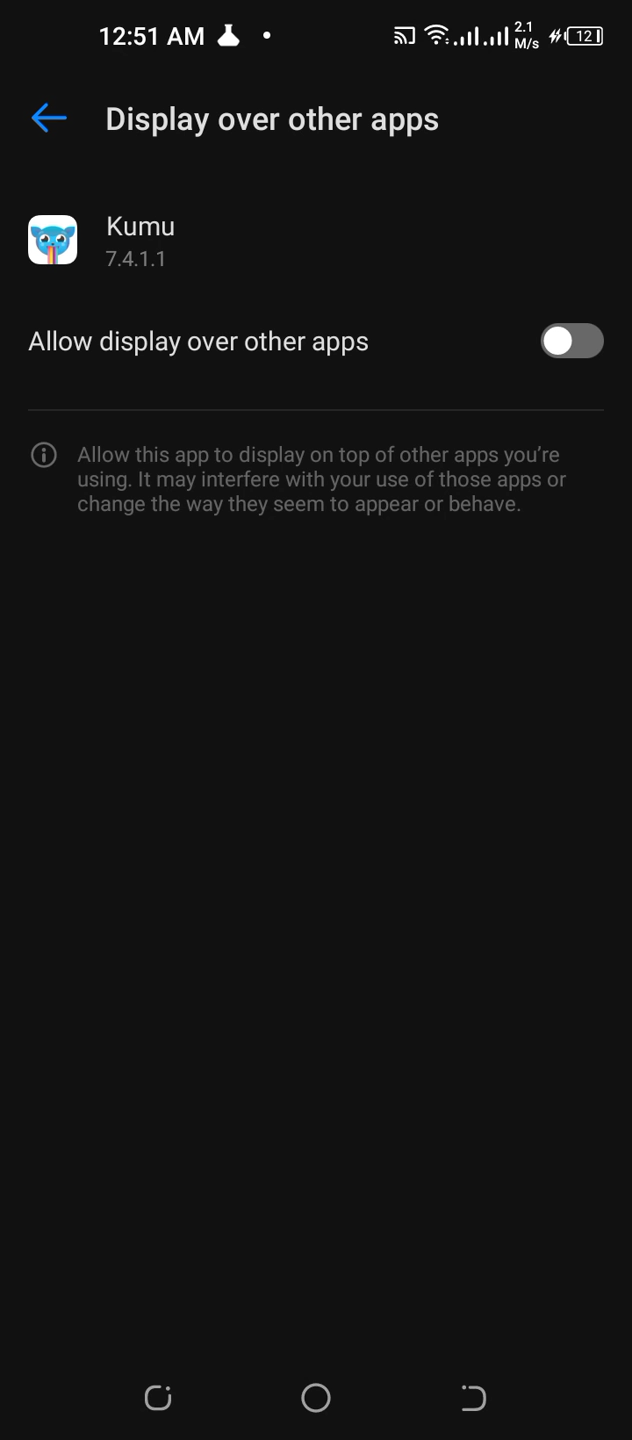 12:51 AM 2.1 M/s 12
Display over other apps
Kumu
7.4.1.1
Allow display over other apps
Allow this app to display on top of other apps you’re
using. It may interfere with your use of those apps or
change the way they seem to appear or behave.